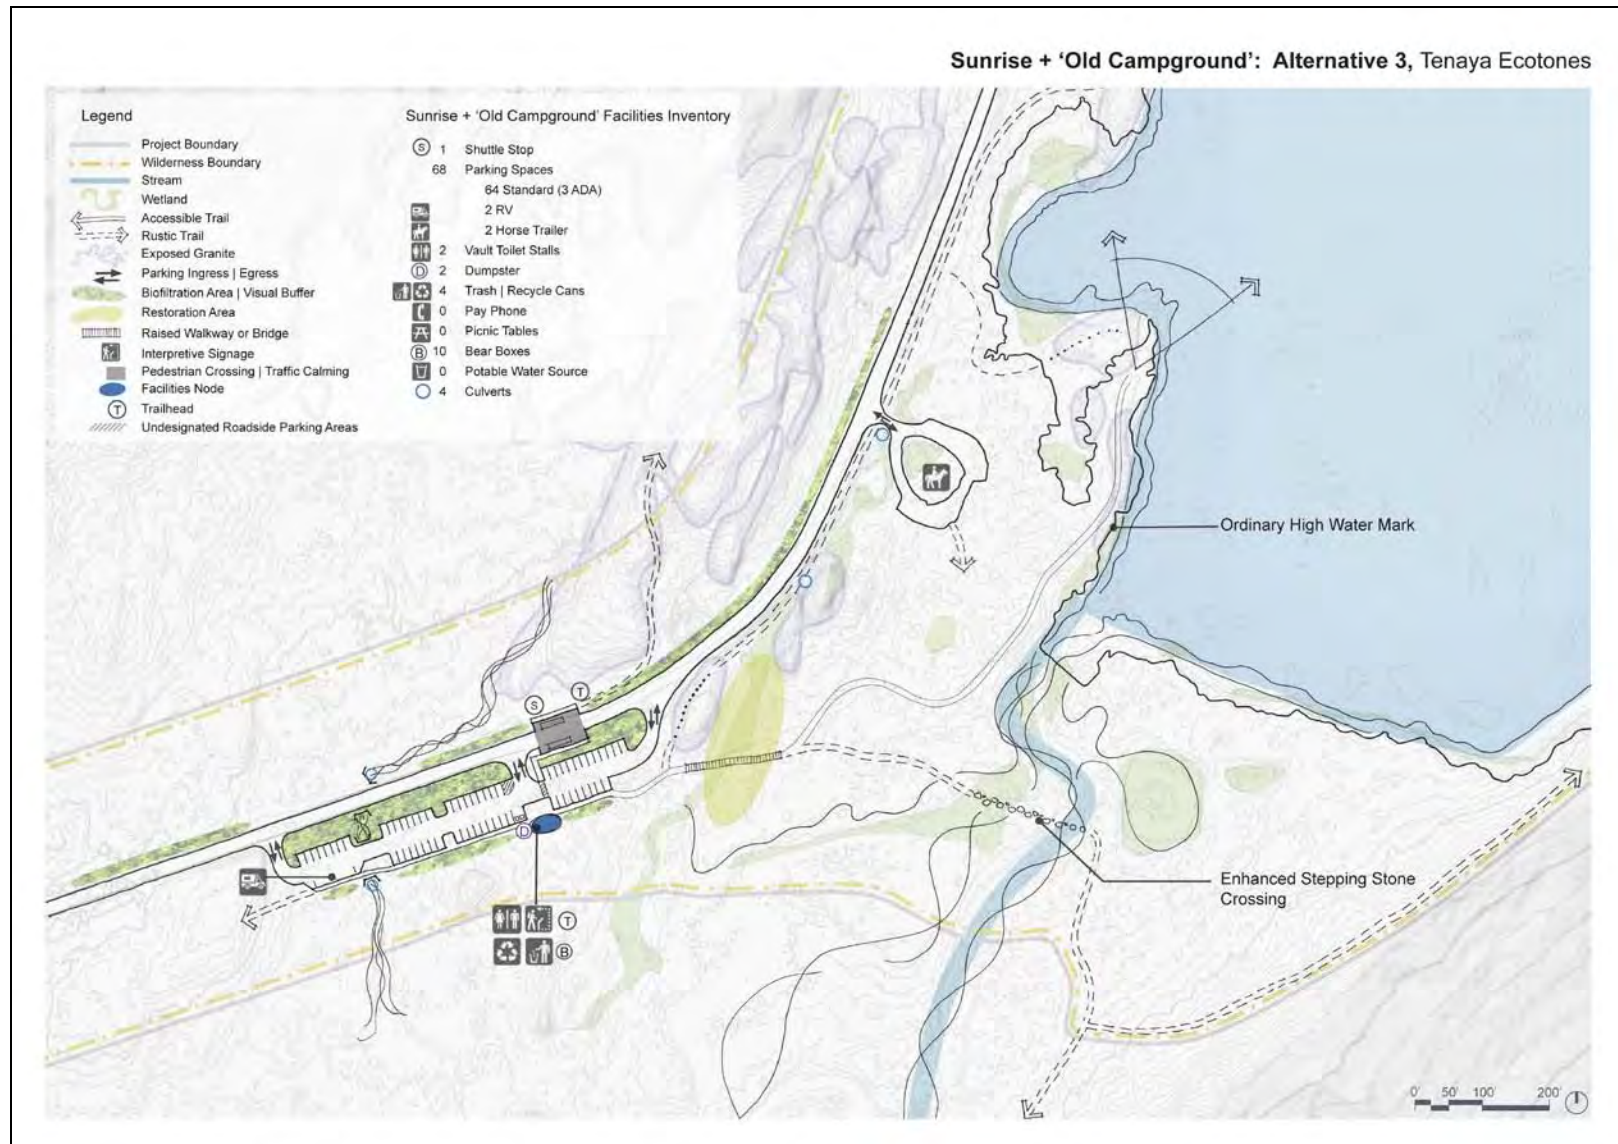 Sunrise + ‘Old Campground’: Alternative 3, Tenaya Ecotones
Legend
Project Boundary
Wilderness Boundary
Stream
Wetland
Accessible Trail
Rustic Trail
Exposed Granite
Parking Ingress | Egress
Biofiltration Area | Visual Buffer
Restoration Area
Raised Walkway or Bridge
Interpretive Signage
Pedestrian Crossing | Traffic Calming
Facilities Node
T Trailhead
Undesignated Roadside Parking Areas
Sunrise + ‘Old Campground’ Facilities Inventory
S 1 Shuttle Stop
68 Parking Spaces
64 Standard (3 ADA)
2 RV
2 Horse Trailer
2 Vault Toilet Stalls
D 2 Dumpster
4 Trash | Recycle Cans
0 Pay Phone
0 Picnic Tables
B 10 Bear Boxes
0 Potable Water Source
4 Culverts
Ordinary High Water Mark
S
T
D
Enhanced Stepping Stone
Crossing
T
B
0' 50' 100' 200'